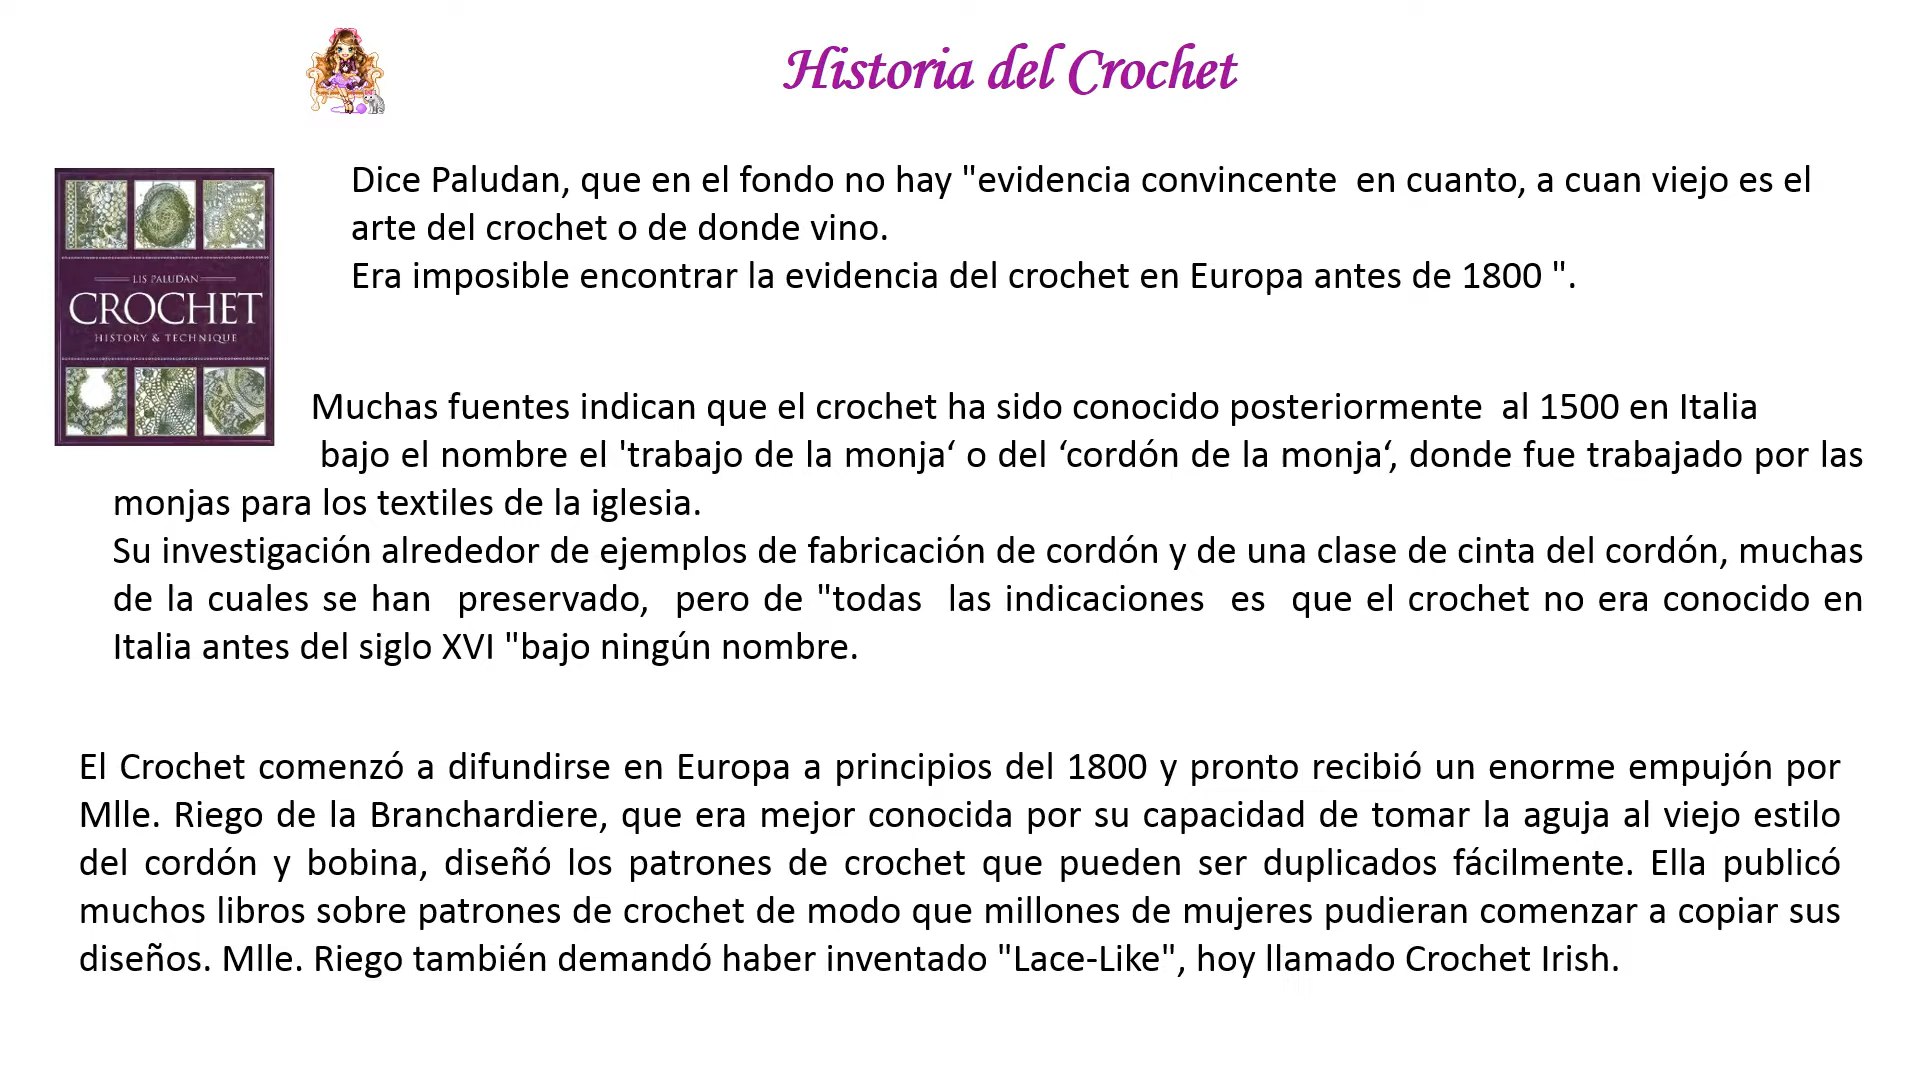 Historia del Crochet
Dice Paludan, que en el fondo no hay "evidencia convincente  en cuanto, a cuan viejo es el
arte del crochet o de donde vino.
Era imposible encontrar la evidencia del crochet en Europa antes de 1800 ".
LIS PALUDAN
CROCHET
HISTORY & TECHNIQUE
Muchas fuentes indican que el crochet ha sido conocido posteriormente  al 1500 en Italia
bajo el nombre el 'trabajo de la monja‘ o del ‘cordón de la monja‘, donde fue trabajado por las
monjas para los textiles de la iglesia.
Su investigación alrededor de ejemplos de fabricación de cordón y de una clase de cinta del cordón, muchas
de la cuales se han  preservado,  pero de "todas  las indicaciones  es  que el crochet no era conocido en
Italia antes del siglo XVI "bajo ningún nombre.
El Crochet comenzó a difundirse en Europa a principios del 1800 y pronto recibió un enorme empujón por
Mlle. Riego de la Branchardiere, que era mejor conocida por su capacidad de tomar la aguja al viejo estilo
del cordón y bobina, diseñó los patrones de crochet que pueden ser duplicados fácilmente. Ella publicó
muchos libros sobre patrones de crochet de modo que millones de mujeres pudieran comenzar a copiar sus
diseños. Mlle. Riego también demandó haber inventado "Lace-Like", hoy llamado Crochet Irish.